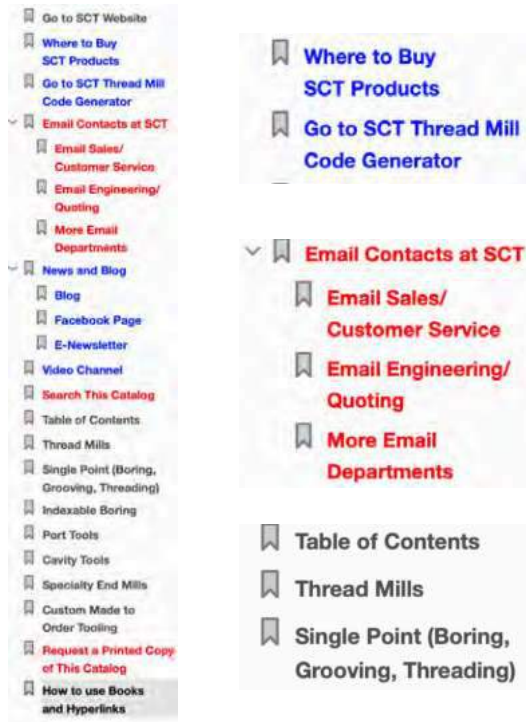 Go to SCT Website
Where to Buy
SCT Products
Go to SCT Thread Mill
Code Generator
Email Contacts at SCT
Email Sales/
Customer Service
Email Engineering/
Quoting
More Email
Departments
News and Blog
Blog
Facebook Page
E-Newsletter
Video Channel
Search This Catalog
Table of Contents
Thread Mills
Single Point (Boring,
Grooving, Threading)
Indexable Boring
Port Tools
Cavity Tools
Specialty End Mills
Custom Made to
Order Tooling
Request a Printed Copy
of This Catalog
How to use Books
and Hyperlinks
Where to Buy
SCT Products
Go to SCT Thread Mill
Code Generator
Email Contacts at SCT
Email Sales/
Customer Service
Email Engineering/
Quoting
More Email
Departments
Table of Contents
Thread Mills
Single Point (Boring,
Grooving, Threading)